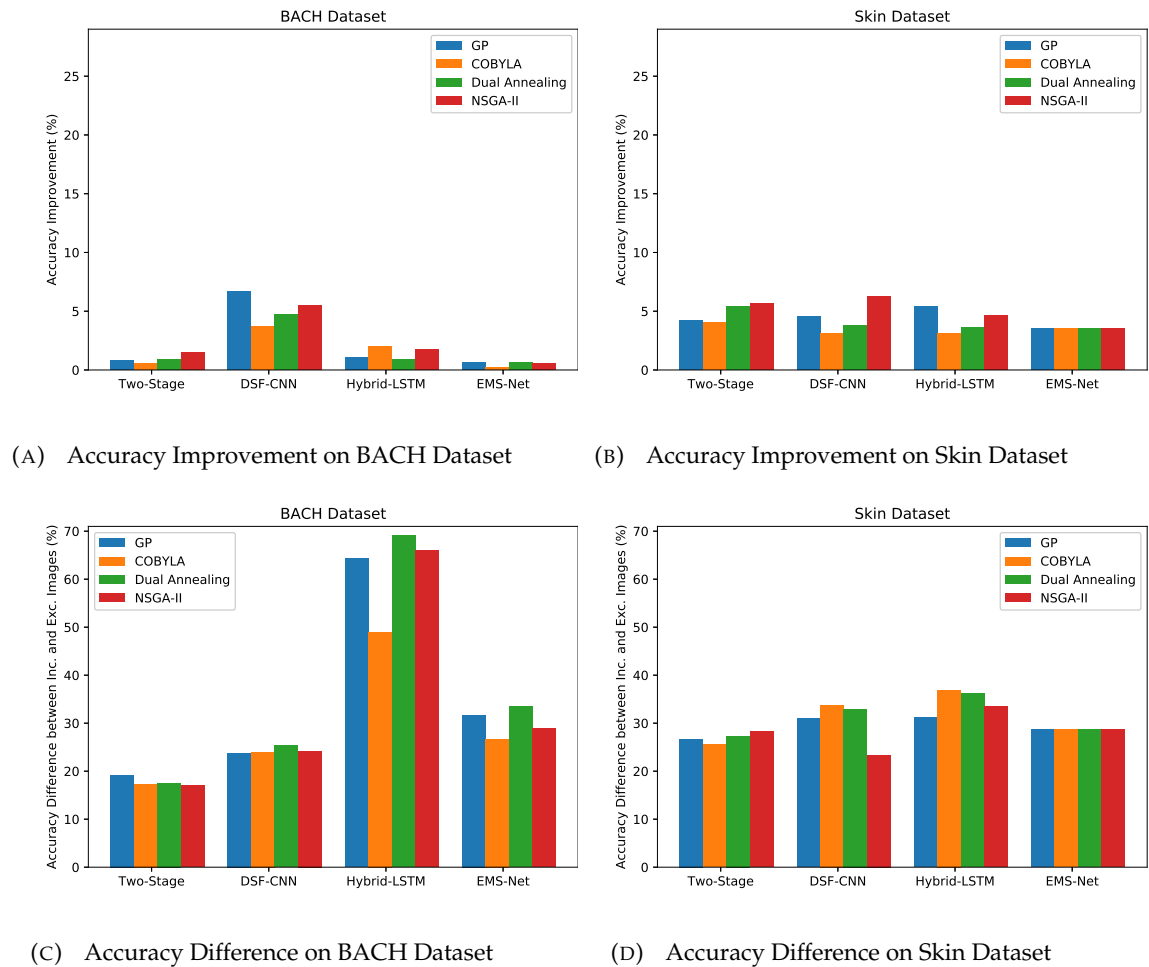 BACH Dataset
Accuracy Improvement (%)
25
20
15
10
5
0
GP
COBYLA
Dual Annealing
NSGA-II
Two-Stage
DSF-CNN
Hybrid-LSTM
EMS-Net
(A) Accuracy Improvement on BACH Dataset
Skin Dataset
Accuracy Improvement (%)
25
20
15
10
5
0
GP
COBYLA
Dual Annealing
NSGA-II
Two-Stage
DSF-CNN
Hybrid-LSTM
EMS-Net
(B) Accuracy Improvement on Skin Dataset
BACH Dataset
Accuracy Difference between Inc. and Exc. Images (%)
70
60
50
40
30
20
10
0
GP
COBYLA
Dual Annealing
NSGA-II
Two-Stage
DSF-CNN
Hybrid-LSTM
EMS-Net
(C) Accuracy Difference on BACH Dataset
Skin Dataset
Accuracy Difference between Inc. and Exc. Images (%)
70
60
50
40
30
20
10
0
GP
COBYLA
Dual Annealing
NSGA-II
Two-Stage
DSF-CNN
Hybrid-LSTM
EMS-Net
(D) Accuracy Difference on Skin Dataset